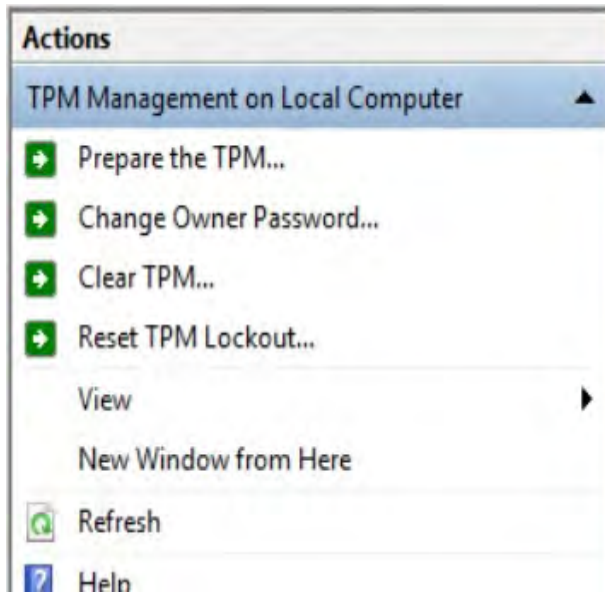 Actions
TPM Management on Local Computer
Prepare the TPM...
Change Owner Password...
Clear TPM...
Reset TPM Lockout...
View
New Window from Here
Refresh
Help